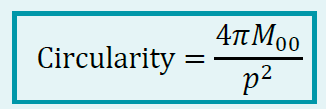 Circularity = 4πM₀₀ / p²